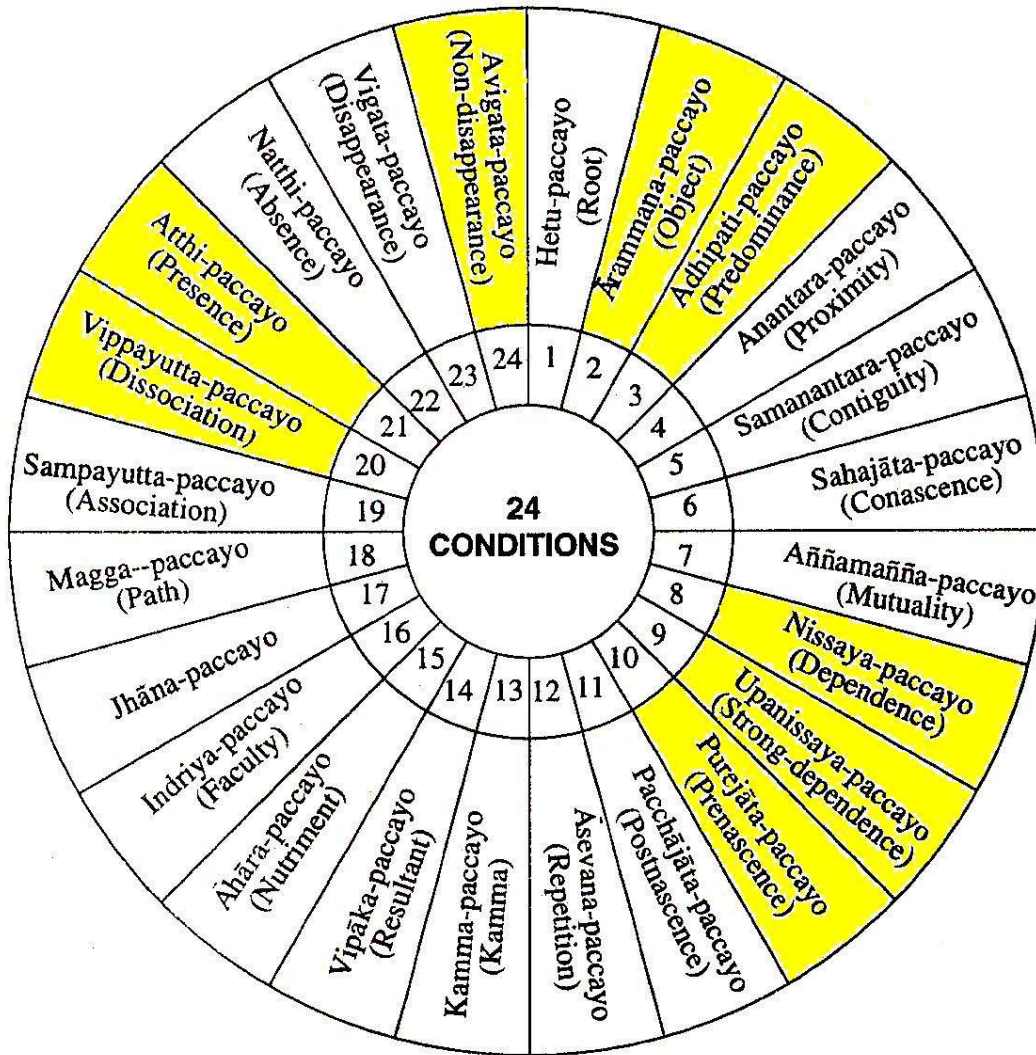 24
CONDITIONS
1
Hetu-paccayo
(Root)
2
Ārammaṇa-paccayo
(Object)
3
Adhipati-paccayo
(Predominance)
4
Anantara-paccayo
(Proximity)
5
Samanantara-paccayo
(Contiguity)
6
Sahajāta-paccayo
(Conascence)
7
Aññamañña-paccayo
(Mutuality)
8
Nissaya-paccayo
(Dependence)
9
Upanissaya-paccayo
(Strong-dependence)
10
Purejāta-paccayo
(Prenascence)
11
Pacchājāta-paccayo
(Postnascence)
12
Āsevana-paccayo
(Repetition)
13
Kamma-paccayo
(Kamma)
14
Vipāka-paccayo
(Resultant)
15
Āhārā-paccayo
(Nutriment)
16
Indriya-paccayo
(Faculty)
17
Jhāna-paccayo
18
Magga--paccayo
(Path)
19
Sampayutta-paccayo
(Association)
20
Vippayutta-paccayo
(Dissociation)
21
Atthi-paccayo
(Presence)
22
Natthi-paccayo
(Absence)
23
Vigata-paccayo
(Disappearance)
24
Avigata-paccayo
(Non-disappearance)